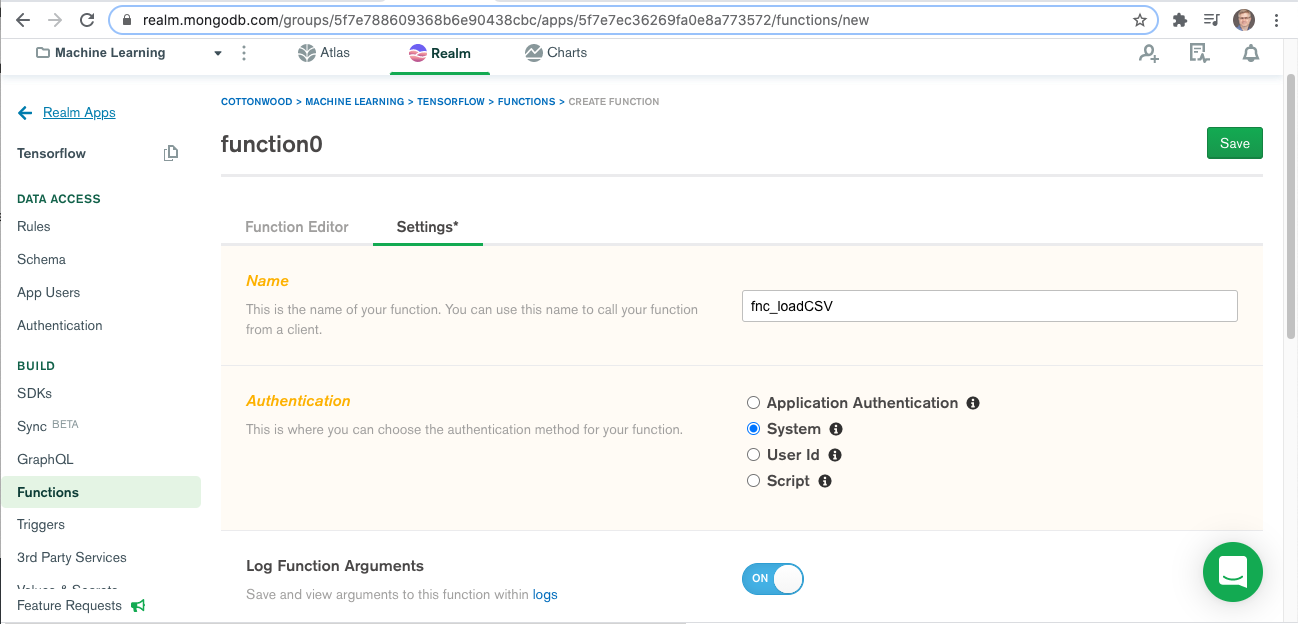 realm.mongodb.com/groups/5f7e788609368b6e90438cbc/apps/5f7e7ec36269fa0e8a773572/functions/new
Machine Learning
Atlas
Realm
Charts
Realm Apps
Tensorflow
DATA ACCESS
Rules
Schema
App Users
Authentication
BUILD
SDKs
Sync BETA
GraphQL
Functions
Triggers
3rd Party Services
Values & Secrets
Feature Requests
COTTONWOOD > MACHINE LEARNING > TENSORFLOW > FUNCTIONS > CREATE FUNCTION
function0
Save
Function Editor
Settings*
Name
This is the name of your function. You can use this name to call your function
from a client.
fnc_loadCSV
Authentication
This is where you can choose the authentication method for your function.
Application Authentication
System
User Id
Script
Log Function Arguments
Save and view arguments to this function within logs
ON